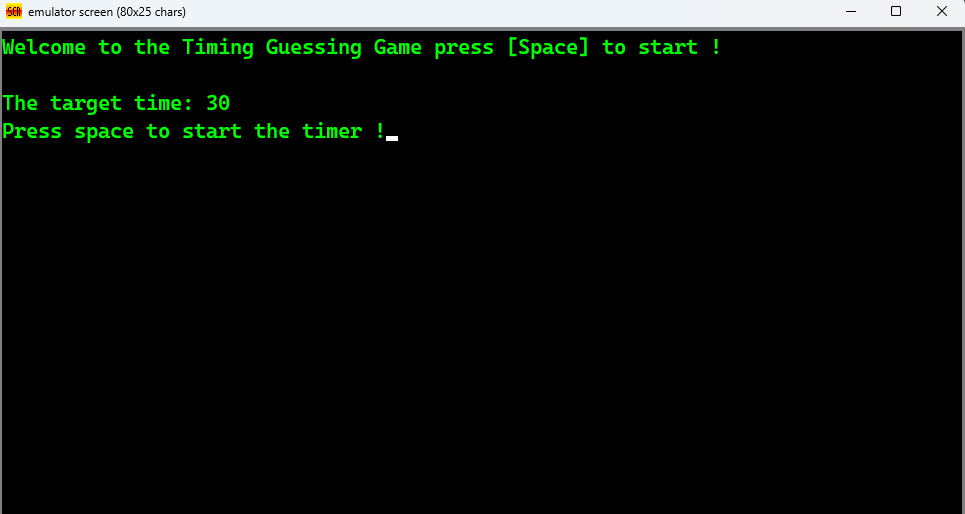 SCR emulator screen (80x25 chars)
Welcome to the Timing Guessing Game press [Space] to start !
The target time: 30
Press space to start the timer !